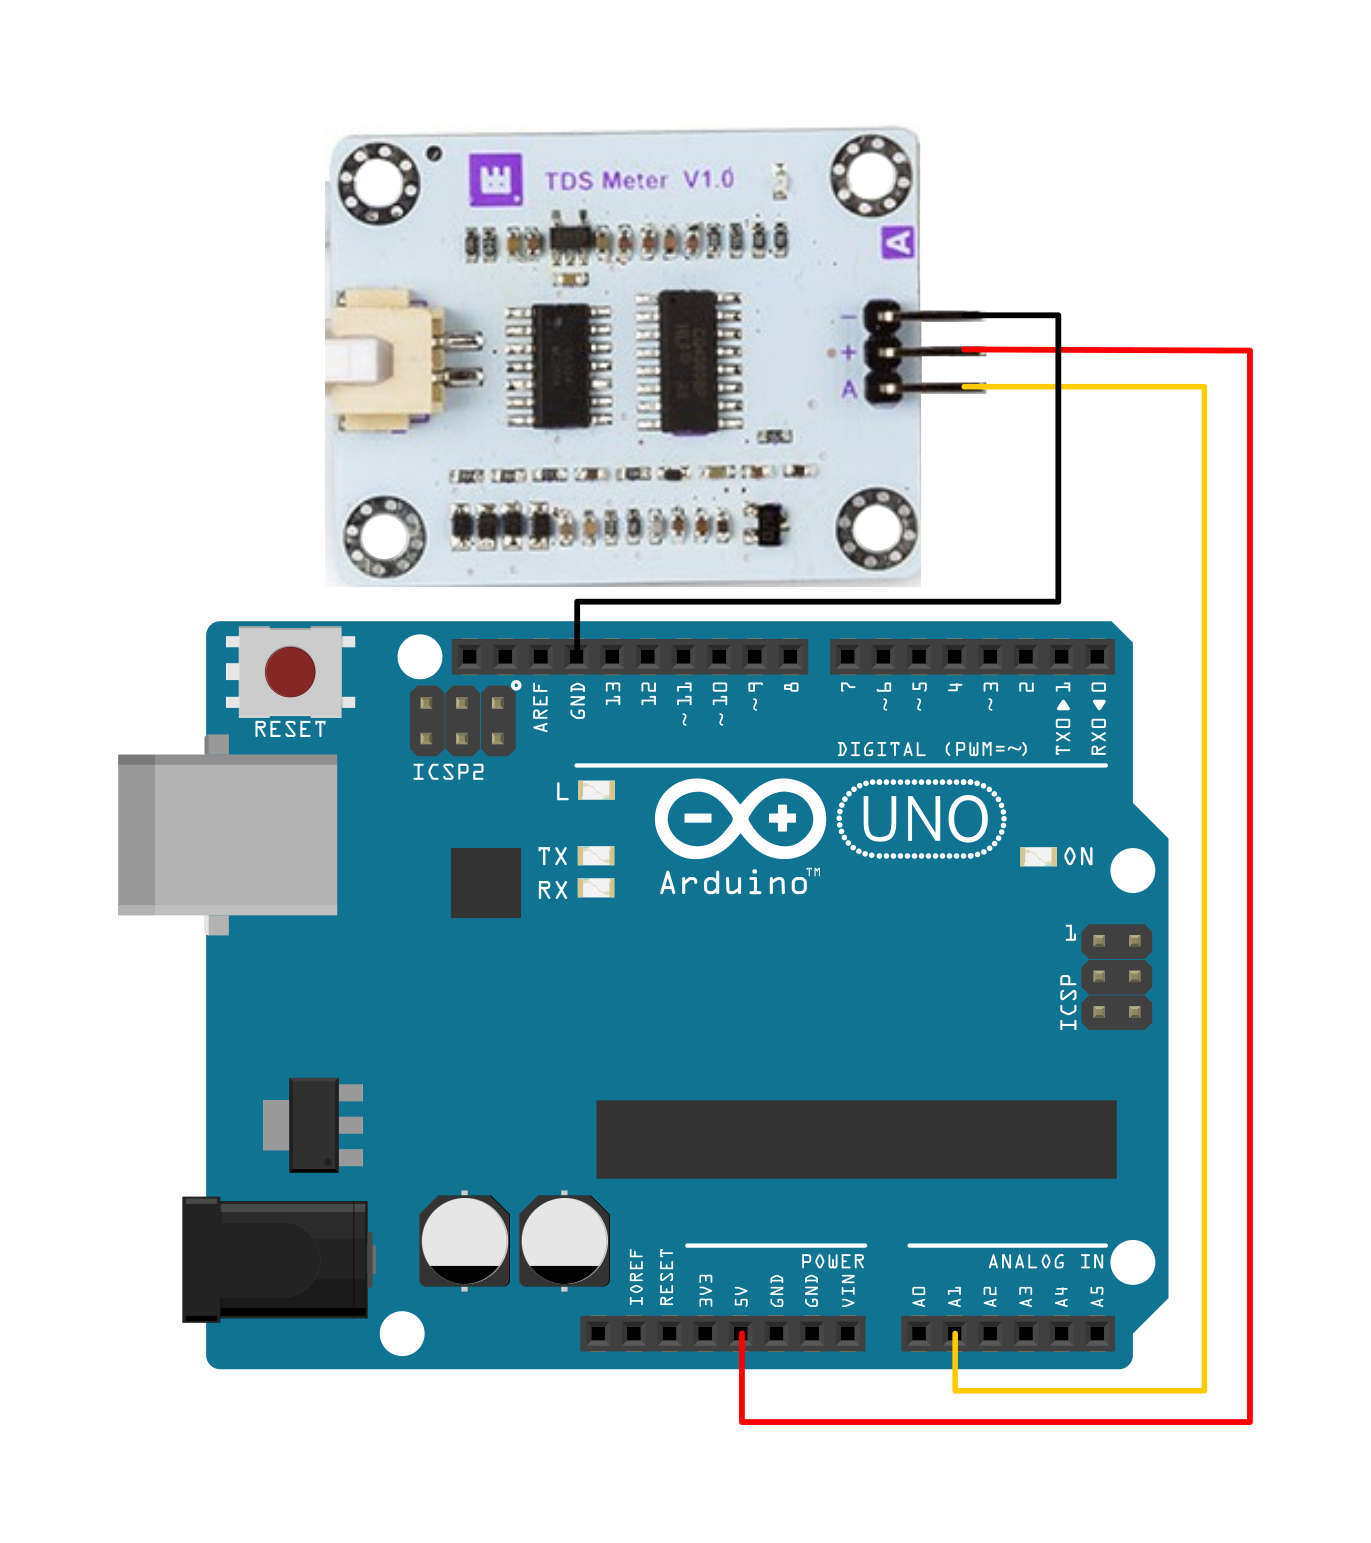 E
TDS Meter V1.0
A
−
+
A
RESET
ICSP2
AREF
GND
13
12
~11
~10
~9
8
7
~6
~5
4
~3
2
TX0▶1
RX0◀0
DIGITAL (PWM=~)
L
TX
RX
UNO
Arduino™
ON
1
ICSP
POWER
ANALOG IN
IOREF
RESET
3V3
5V
GND
GND
VIN
A0
A1
A2
A3
A4
A5